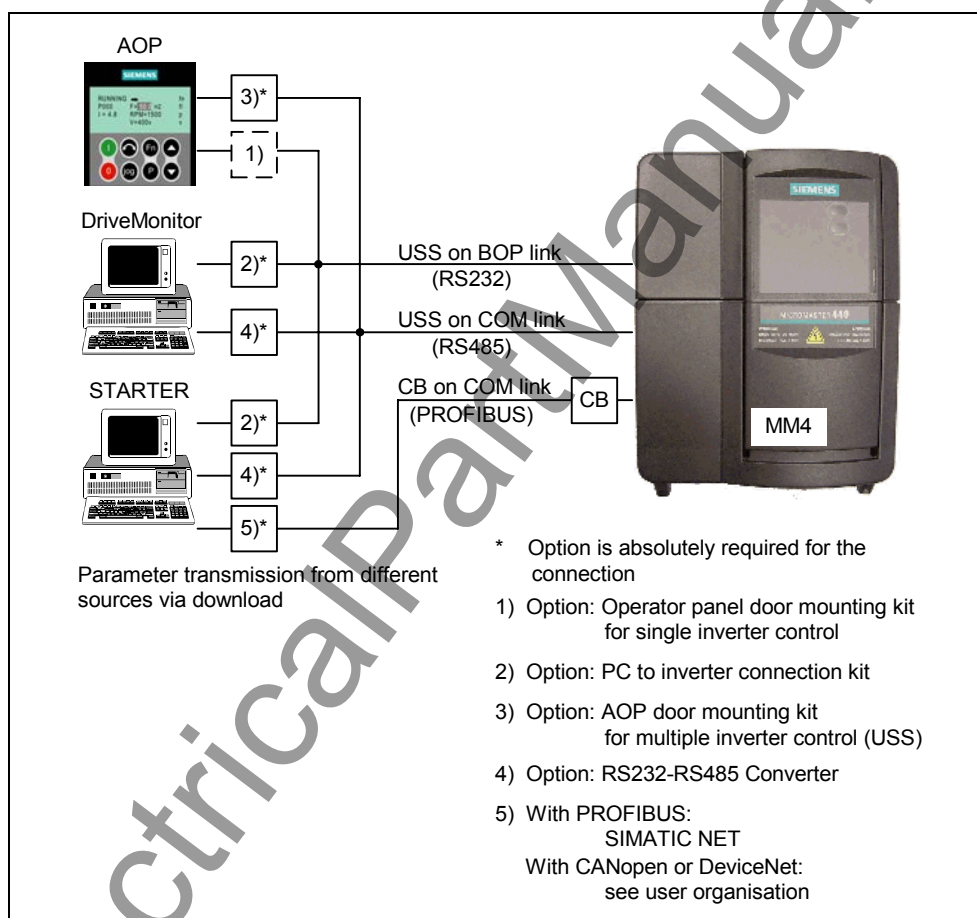 AOP
SIEMENS
RUNNING
P000 F= Hz
I = 4.8 RPM=1500
V=400v
Fn
jog P
3)*
1)
DriveMonitor
2)*
4)*
STARTER
2)*
4)*
5)*
USS on BOP link
(RS232)
USS on COM link
(RS485)
CB on COM link
(PROFIBUS)
CB
SIEMENS
MICROMASTER 440
MM4
Parameter transmission from different
sources via download
* Option is absolutely required for the
connection
1) Option: Operator panel door mounting kit
for single inverter control
2) Option: PC to inverter connection kit
3) Option: AOP door mounting kit
for multiple inverter control (USS)
4) Option: RS232-RS485 Converter
5) With PROFIBUS:
SIMATIC NET
With CANopen or DeviceNet:
see user organisation
ctricalPartManua